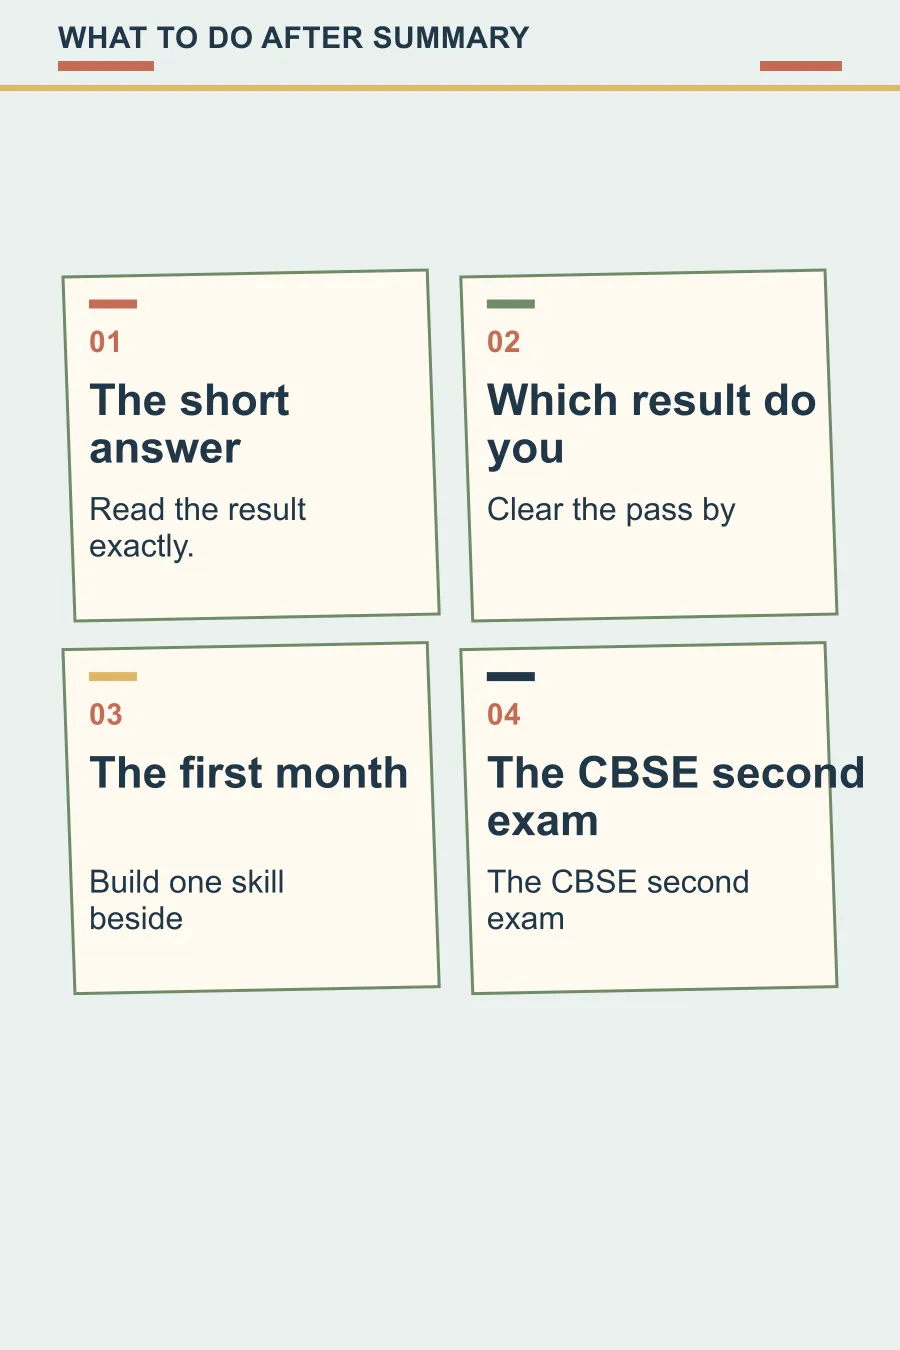 WHAT TO DO AFTER SUMMARY
01
The short
answer
Read the result
exactly.
02
Which result do
you
Clear the pass by
03
The first month
Build one skill
beside
04
The CBSE second
exam
The CBSE second
exam